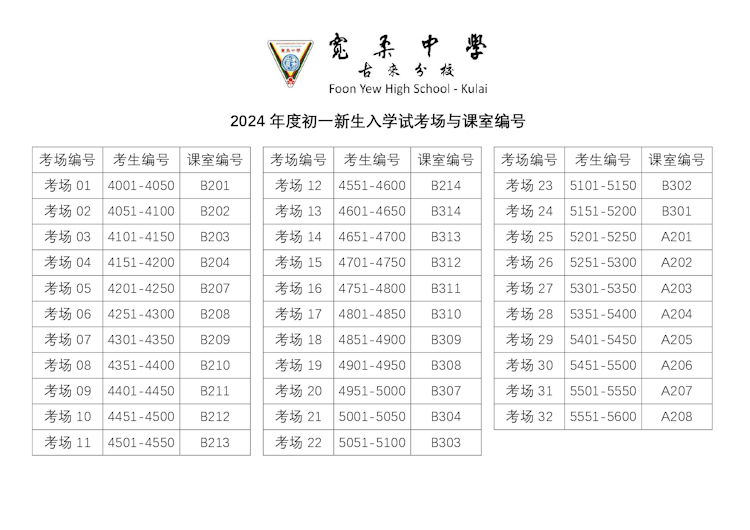 寬柔中學
古來分校
Foon Yew High School - Kulai
2024 年度初一新生入学试考场与课室编号
考场编号 考生编号 课室编号
考场 01 4001-4050 B201
考场 02 4051-4100 B202
考场 03 4101-4150 B203
考场 04 4151-4200 B204
考场 05 4201-4250 B207
考场 06 4251-4300 B208
考场 07 4301-4350 B209
考场 08 4351-4400 B210
考场 09 4401-4450 B211
考场 10 4451-4500 B212
考场 11 4501-4550 B213
考场编号 考生编号 课室编号
考场 12 4551-4600 B214
考场 13 4601-4650 B314
考场 14 4651-4700 B313
考场 15 4701-4750 B312
考场 16 4751-4800 B311
考场 17 4801-4850 B310
考场 18 4851-4900 B309
考场 19 4901-4950 B308
考场 20 4951-5000 B307
考场 21 5001-5050 B304
考场 22 5051-5100 B303
考场编号 考生编号 课室编号
考场 23 5101-5150 B302
考场 24 5151-5200 B301
考场 25 5201-5250 A201
考场 26 5251-5300 A202
考场 27 5301-5350 A203
考场 28 5351-5400 A204
考场 29 5401-5450 A205
考场 30 5451-5500 A206
考场 31 5501-5550 A207
考场 32 5551-5600 A208